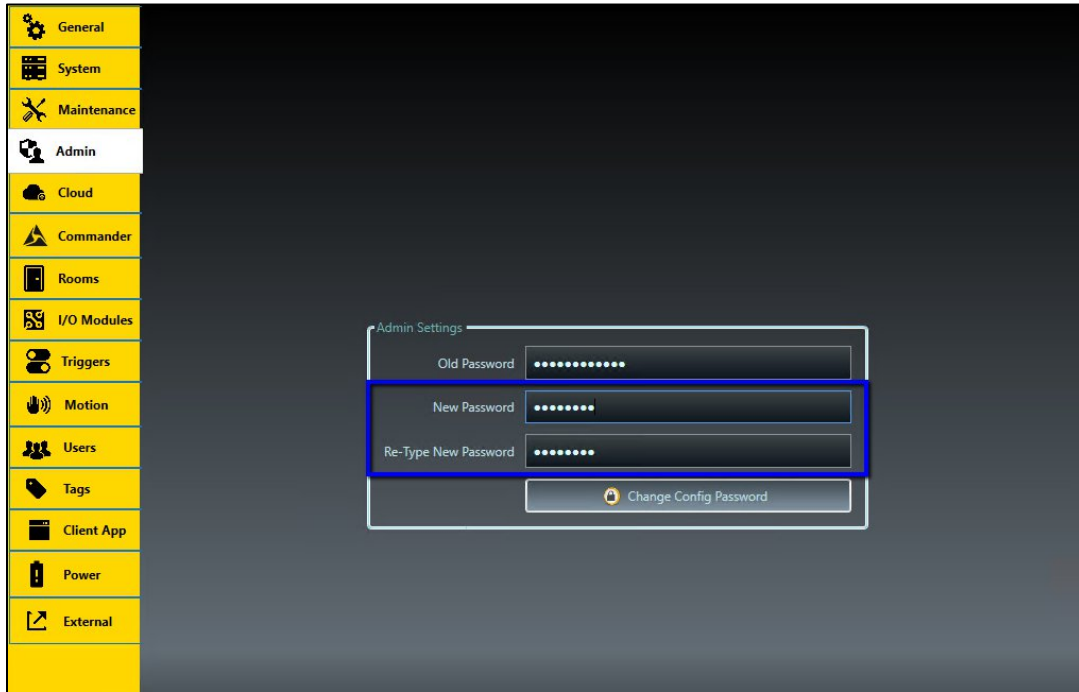 General
System
Maintenance
Admin
Cloud
Commander
Rooms
I/O Modules
Triggers
Motion
Users
Tags
Client App
Power
External
Admin Settings
Old Password ••••••••••••
New Password ••••••••
Re-Type New Password ••••••••
Change Config Password